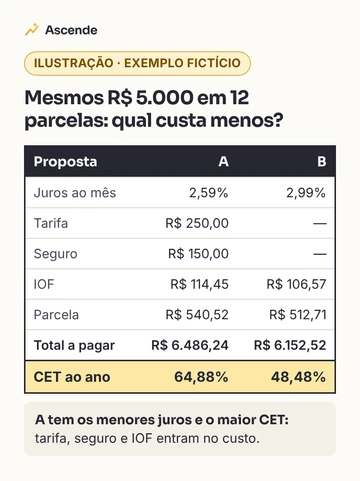 Ascende
ILUSTRAÇÃO · EXEMPLO FICTÍCIO
Mesmos R$ 5.000 em 12
parcelas: qual custa menos?
Proposta A B
Juros ao mês 2,59% 2,99%
Tarifa R$ 250,00 —
Seguro R$ 150,00 —
IOF R$ 114,45 R$ 106,57
Parcela R$ 540,52 R$ 512,71
Total a pagar R$ 6.486,24 R$ 6.152,52
CET ao ano 64,88% 48,48%
A tem os menores juros e o maior CET:
tarifa, seguro e IOF entram no custo.